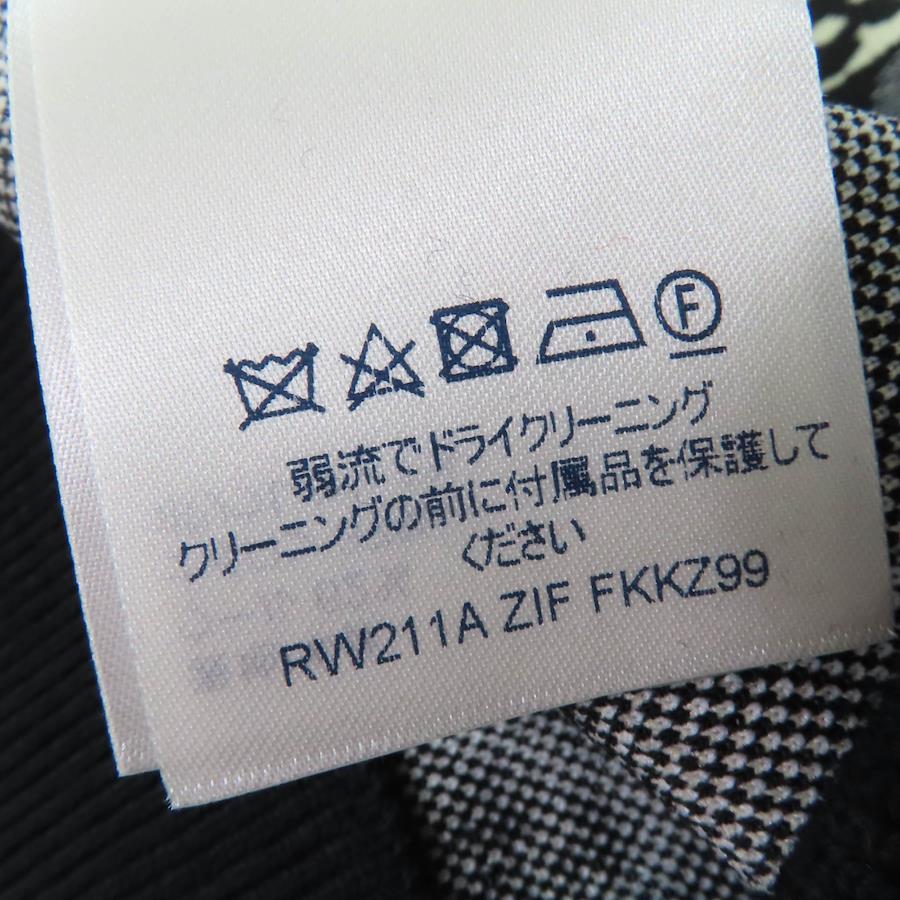 F
弱流でドライクリーニング
クリーニングの前に付属品を保護して
ください
RW211A ZIF FKKZ99